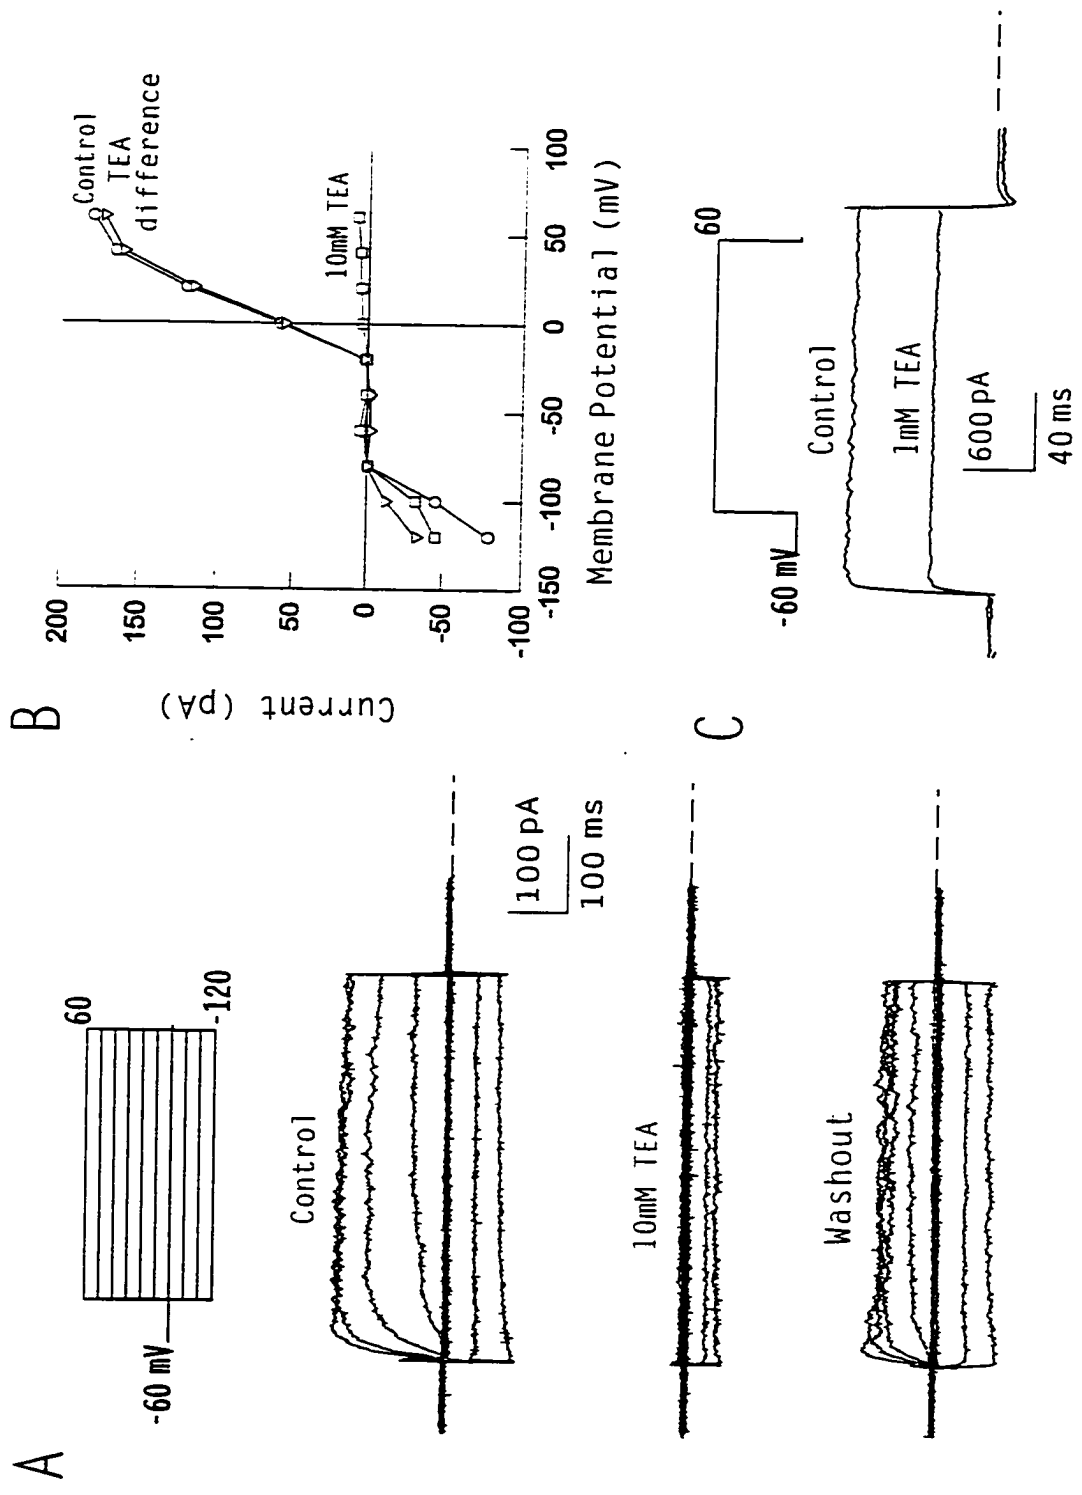 A
60
-60 mV
-120
Control
100 pA
100 ms
10mM TEA
Washout
B
Control
TEA
difference
10mM TEA
200
150
100
50
0
-50
-100
-150
-100
-50
0
50
100
Current (pA)
Membrane Potential (mV)
C
60
-60 mV
Control
1mM TEA
600 pA
40 ms